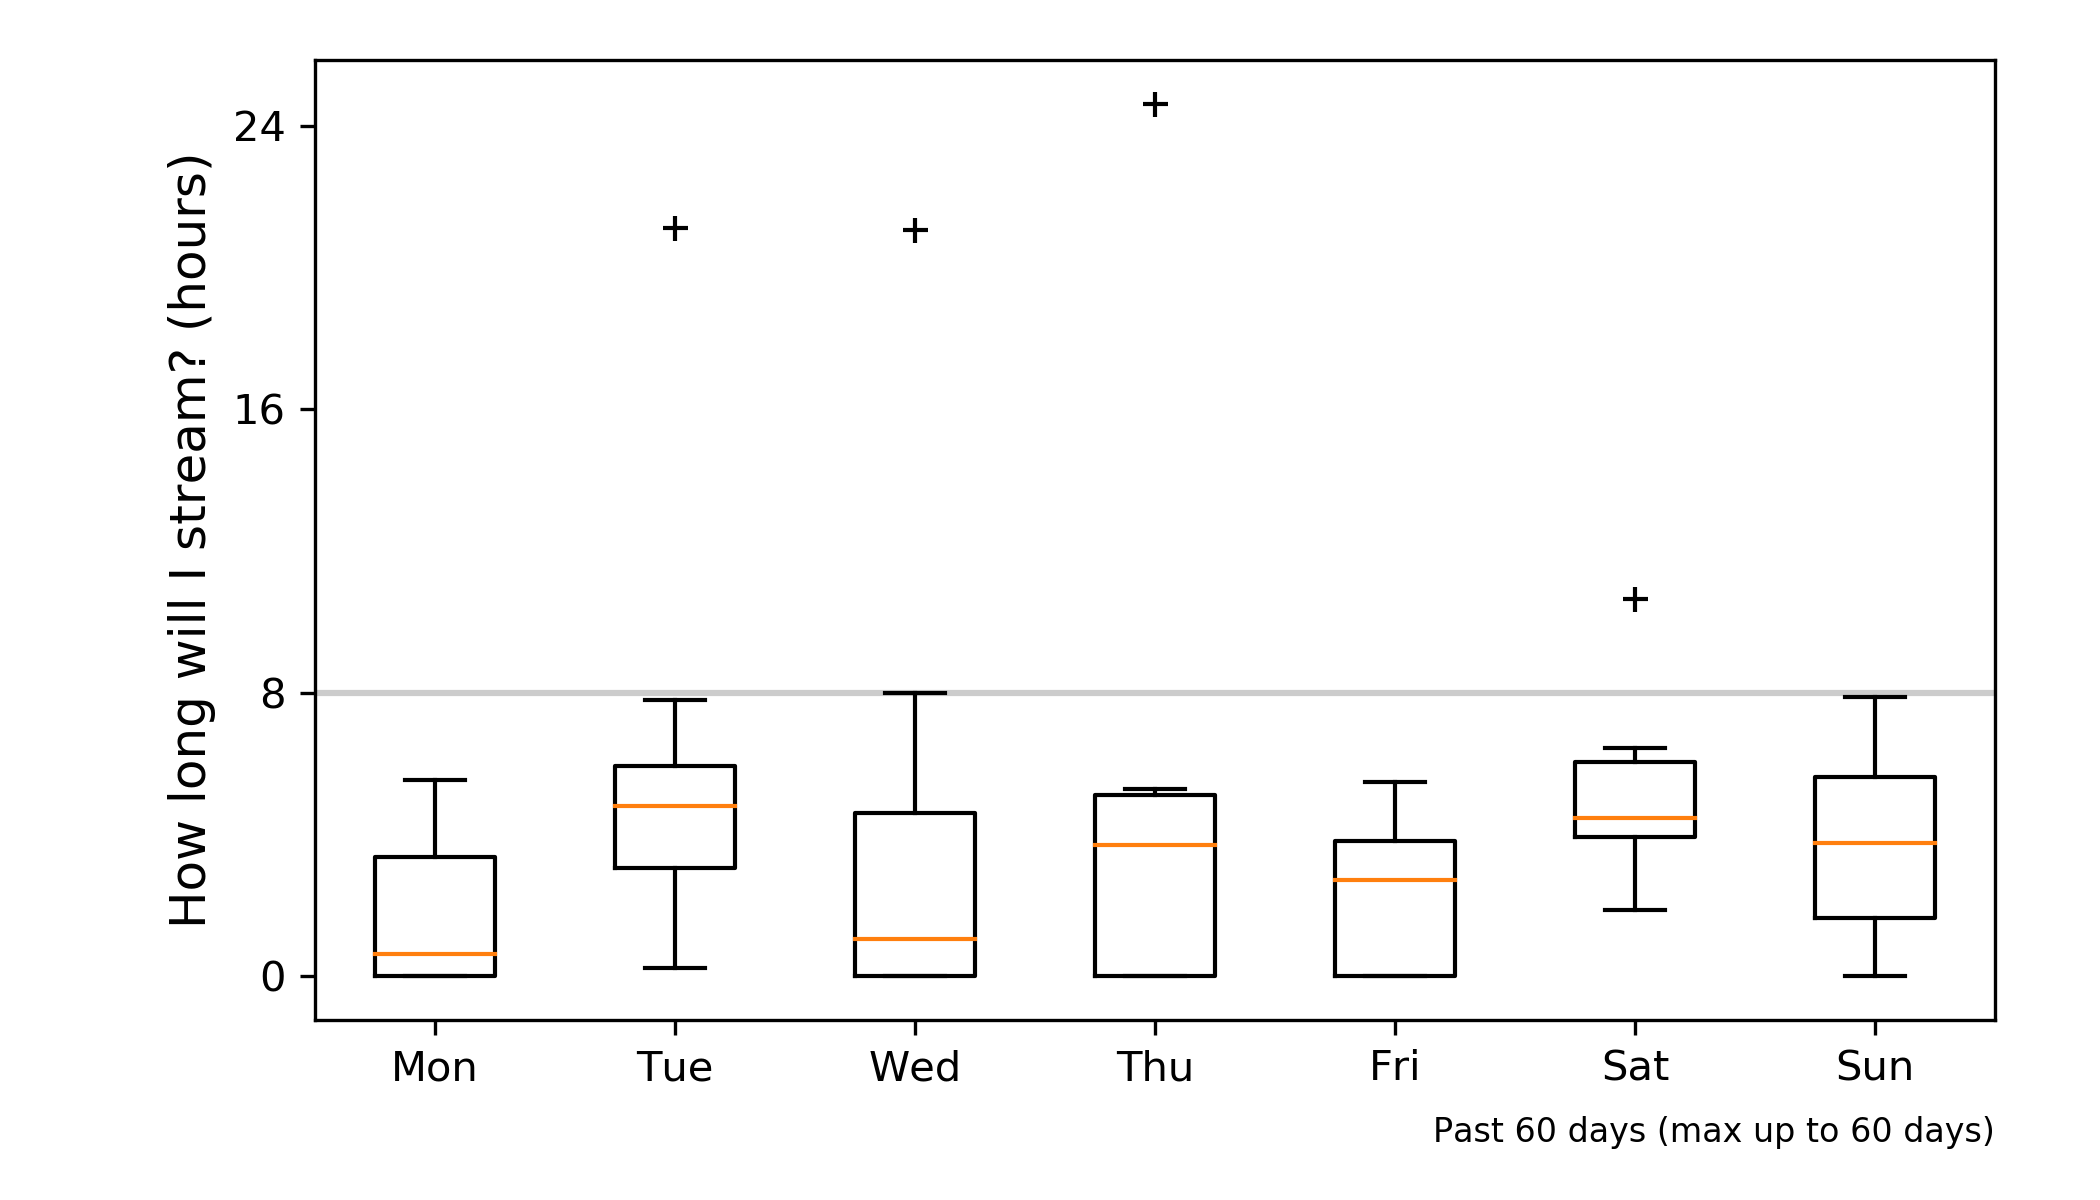 How long will I stream? (hours)
24
16
8
0
Mon Tue Wed Thu Fri Sat Sun
Past 60 days (max up to 60 days)